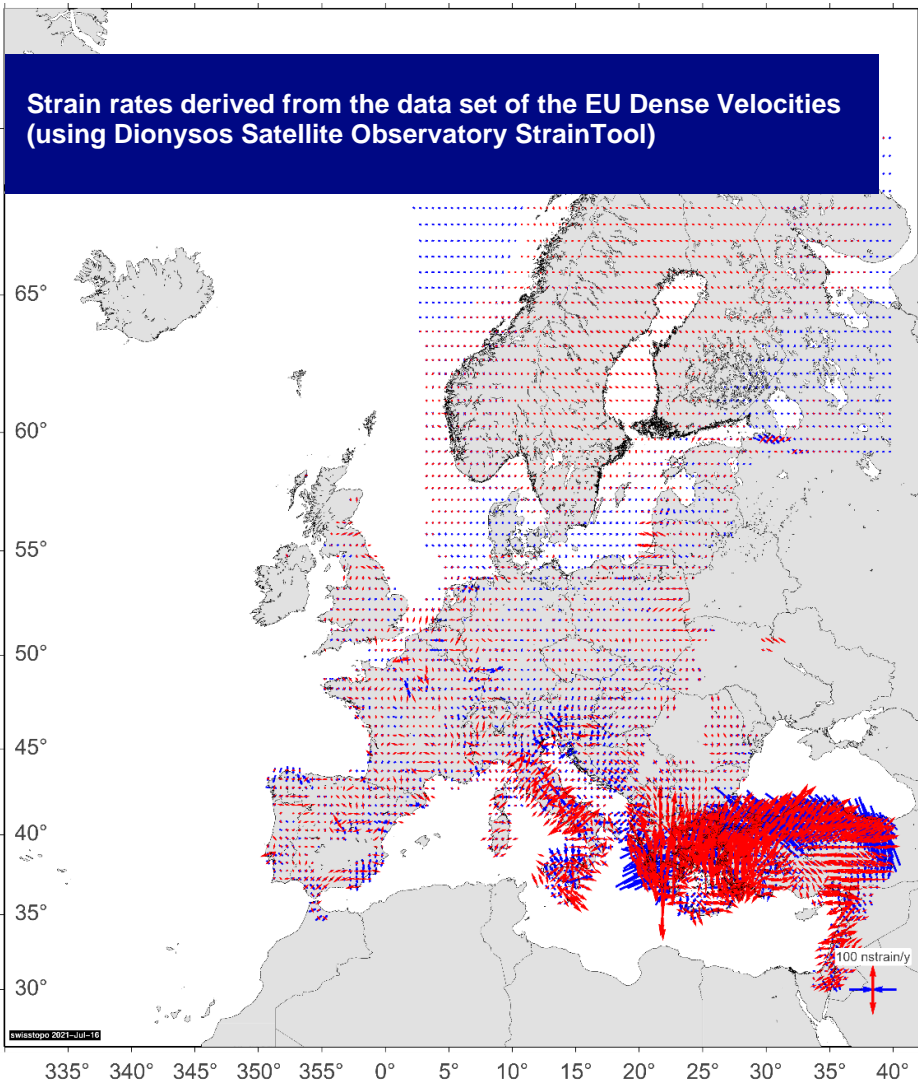 Strain rates derived from the data set of the EU Dense Velocities
(using Dionysos Satellite Observatory StrainTool)
65°
60°
55°
50°
45°
40°
35°
30°
100 nstrain/y
swisstopo 2021–Jul–16
335° 340° 345° 350° 355° 0° 5° 10° 15° 20° 25° 30° 35° 40°